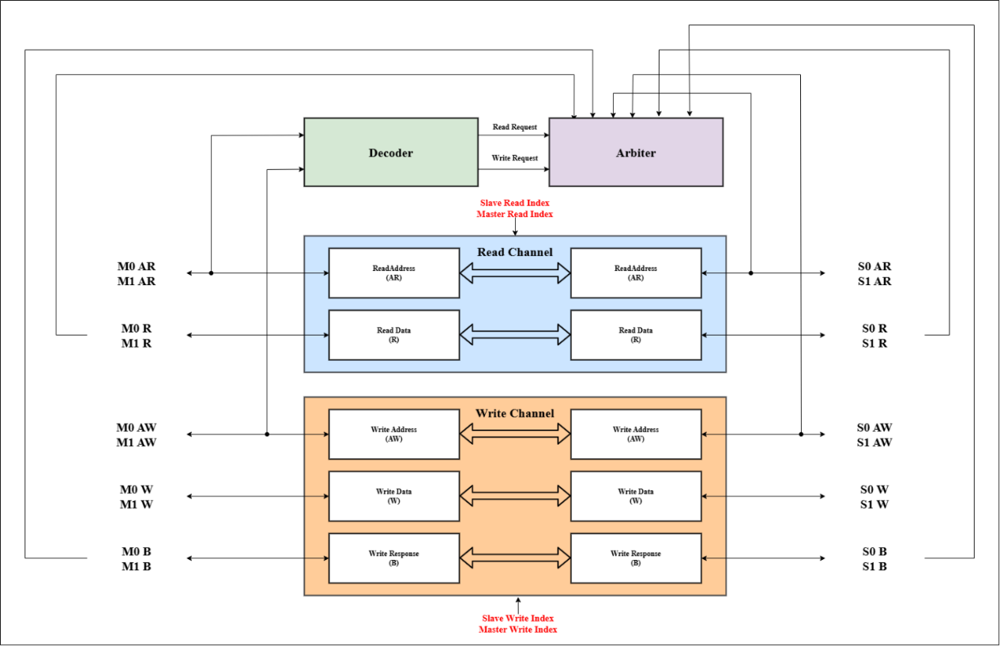 Read Request
Decoder
Arbiter
Write Request
Slave Read Index
Master Read Index
Read Channel
M0 AR
M1 AR
ReadAddress
(AR)
ReadAddress
(AR)
S0 AR
S1 AR
M0 R
M1 R
Read Data
(R)
Read Data
(R)
S0 R
S1 R
Write Channel
M0 AW
M1 AW
Write Address
(AW)
Write Address
(AW)
S0 AW
S1 AW
M0 W
M1 W
Write Data
(W)
Write Data
(W)
S0 W
S1 W
M0 B
M1 B
Write Response
(B)
Write Response
(B)
S0 B
S1 B
Slave Write Index
Master Write Index